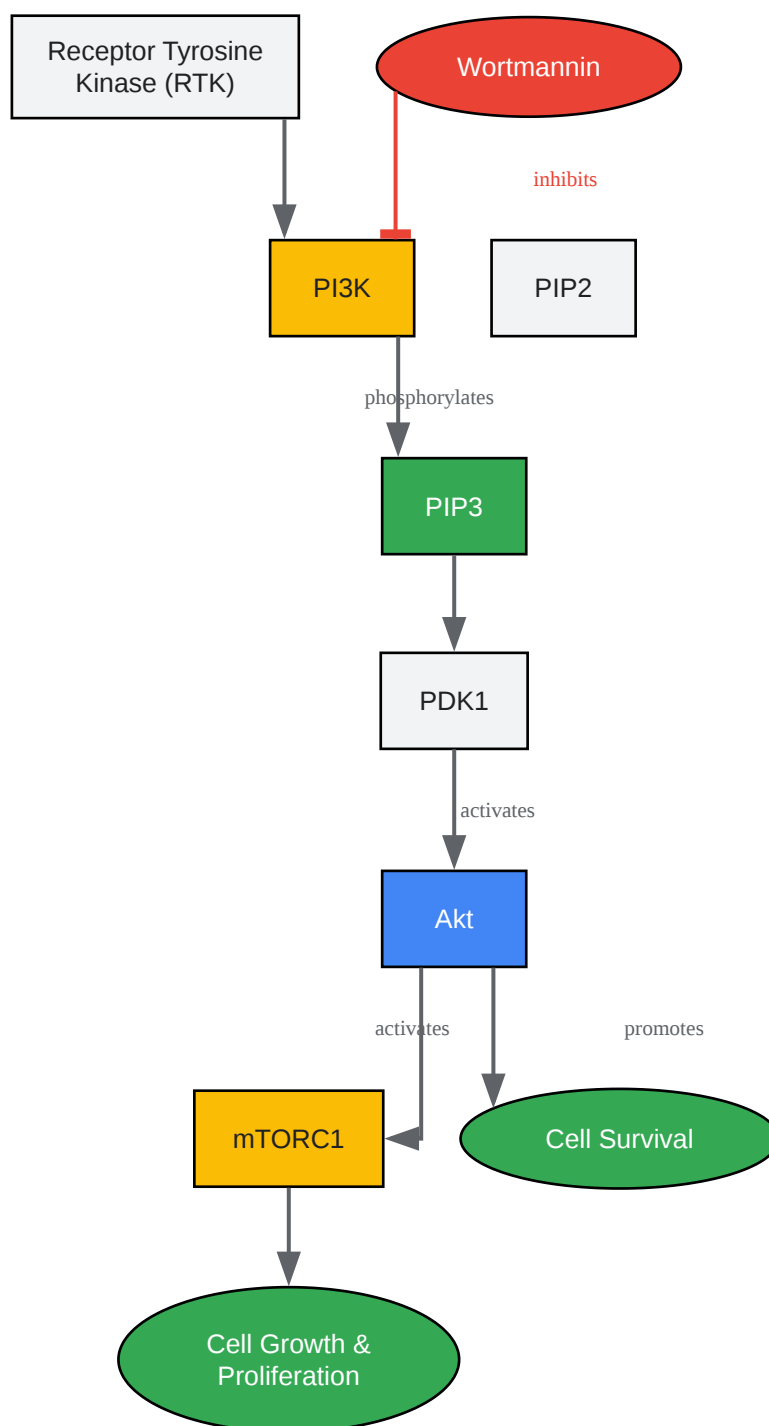 Receptor Tyrosine
Kinase (RTK)
Wortmannin
inhibits
PI3K
PIP2
phosphorylates
PIP3
PDK1
activates
Akt
activates
promotes
mTORC1
Cell Survival
Cell Growth &
Proliferation